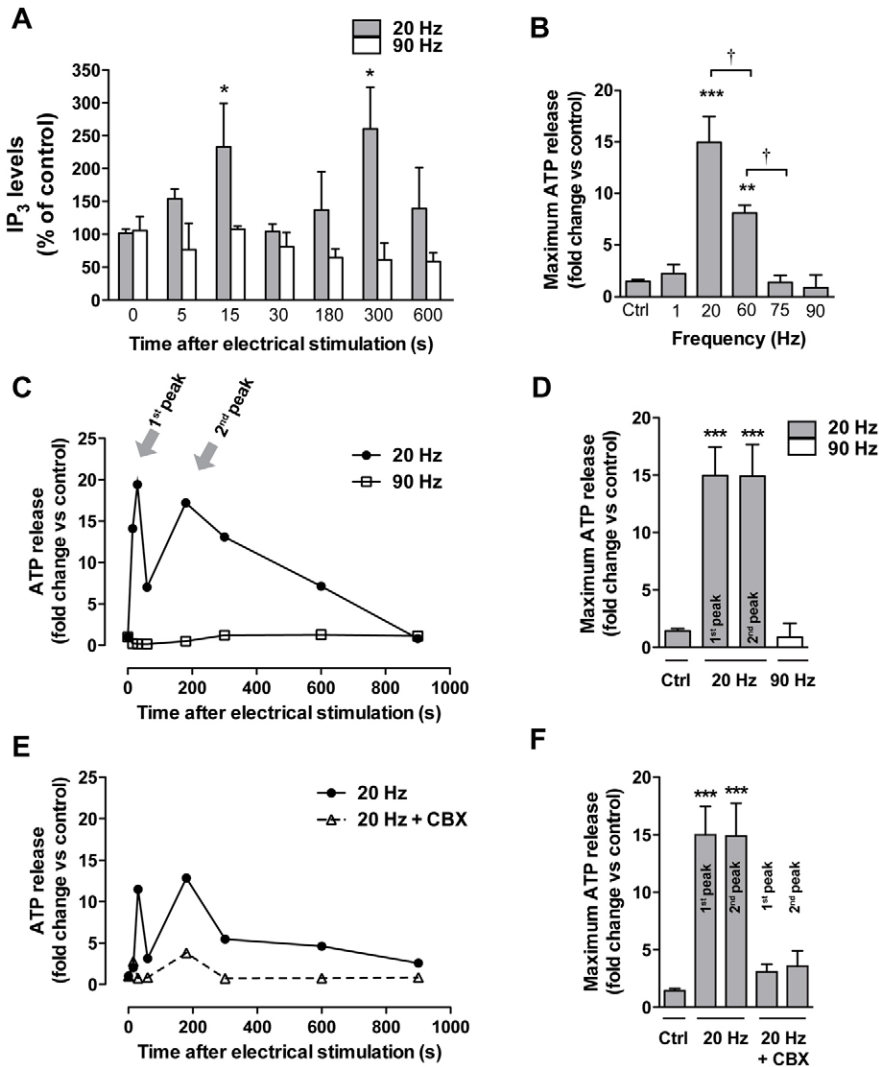 A
20 Hz
90 Hz
IP3 levels
(% of control)
350
300
250
200
150
100
50
0
*
*
0 5 15 30 180 300 600
Time after electrical stimulation (s)
B
Maximum ATP release
(fold change vs control)
20
15
10
5
0
†
***
†
**
Ctrl 1 20 60 75 90
Frequency (Hz)
C
1st peak
2nd peak
20 Hz
90 Hz
ATP release
(fold change vs control)
25
20
15
10
5
0
0 200 400 600 800 1000
Time after electrical stimulation (s)
D
20 Hz
90 Hz
Maximum ATP release
(fold change vs control)
20
15
10
5
0
*** ***
1st peak
2nd peak
Ctrl 20 Hz 90 Hz
E
20 Hz
20 Hz + CBX
ATP release
(fold change vs control)
25
20
15
10
5
0
0 200 400 600 800 1000
Time after electrical stimulation (s)
F
Maximum ATP release
(fold change vs control)
20
15
10
5
0
*** ***
1st peak
2nd peak
1st peak
2nd peak
Ctrl 20 Hz 20 Hz
+ CBX